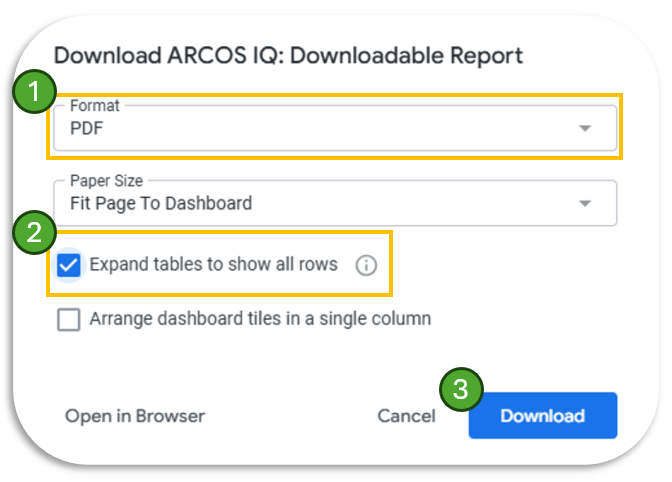 Download ARCOS IQ: Downloadable Report
1
Format
PDF
Paper Size
Fit Page To Dashboard
2
Expand tables to show all rows
Arrange dashboard tiles in a single column
3
Open in Browser Cancel Download